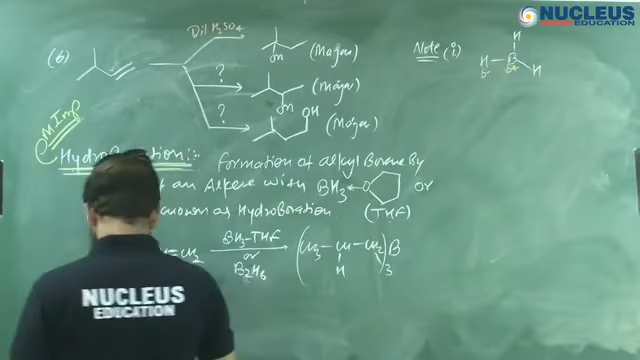 NUCLEUS
EDUCATION
(6)
Dil H₂SO₄
OH
(Major)
Note (i)
H
H
B
H
δ-
δ+
?
OH
(Major)
?
OH
(Major)
M.Imp
Hydroboration :- Formation of alkyl Borane By
of an Alkene with BH₃ ← O or
known as Hydroboration (THF)
= CH₂ BH₃-THF (CH₃ - CH - CH₂)₃ B
or
B₂H₆
H
NUCLEUS
EDUCATION